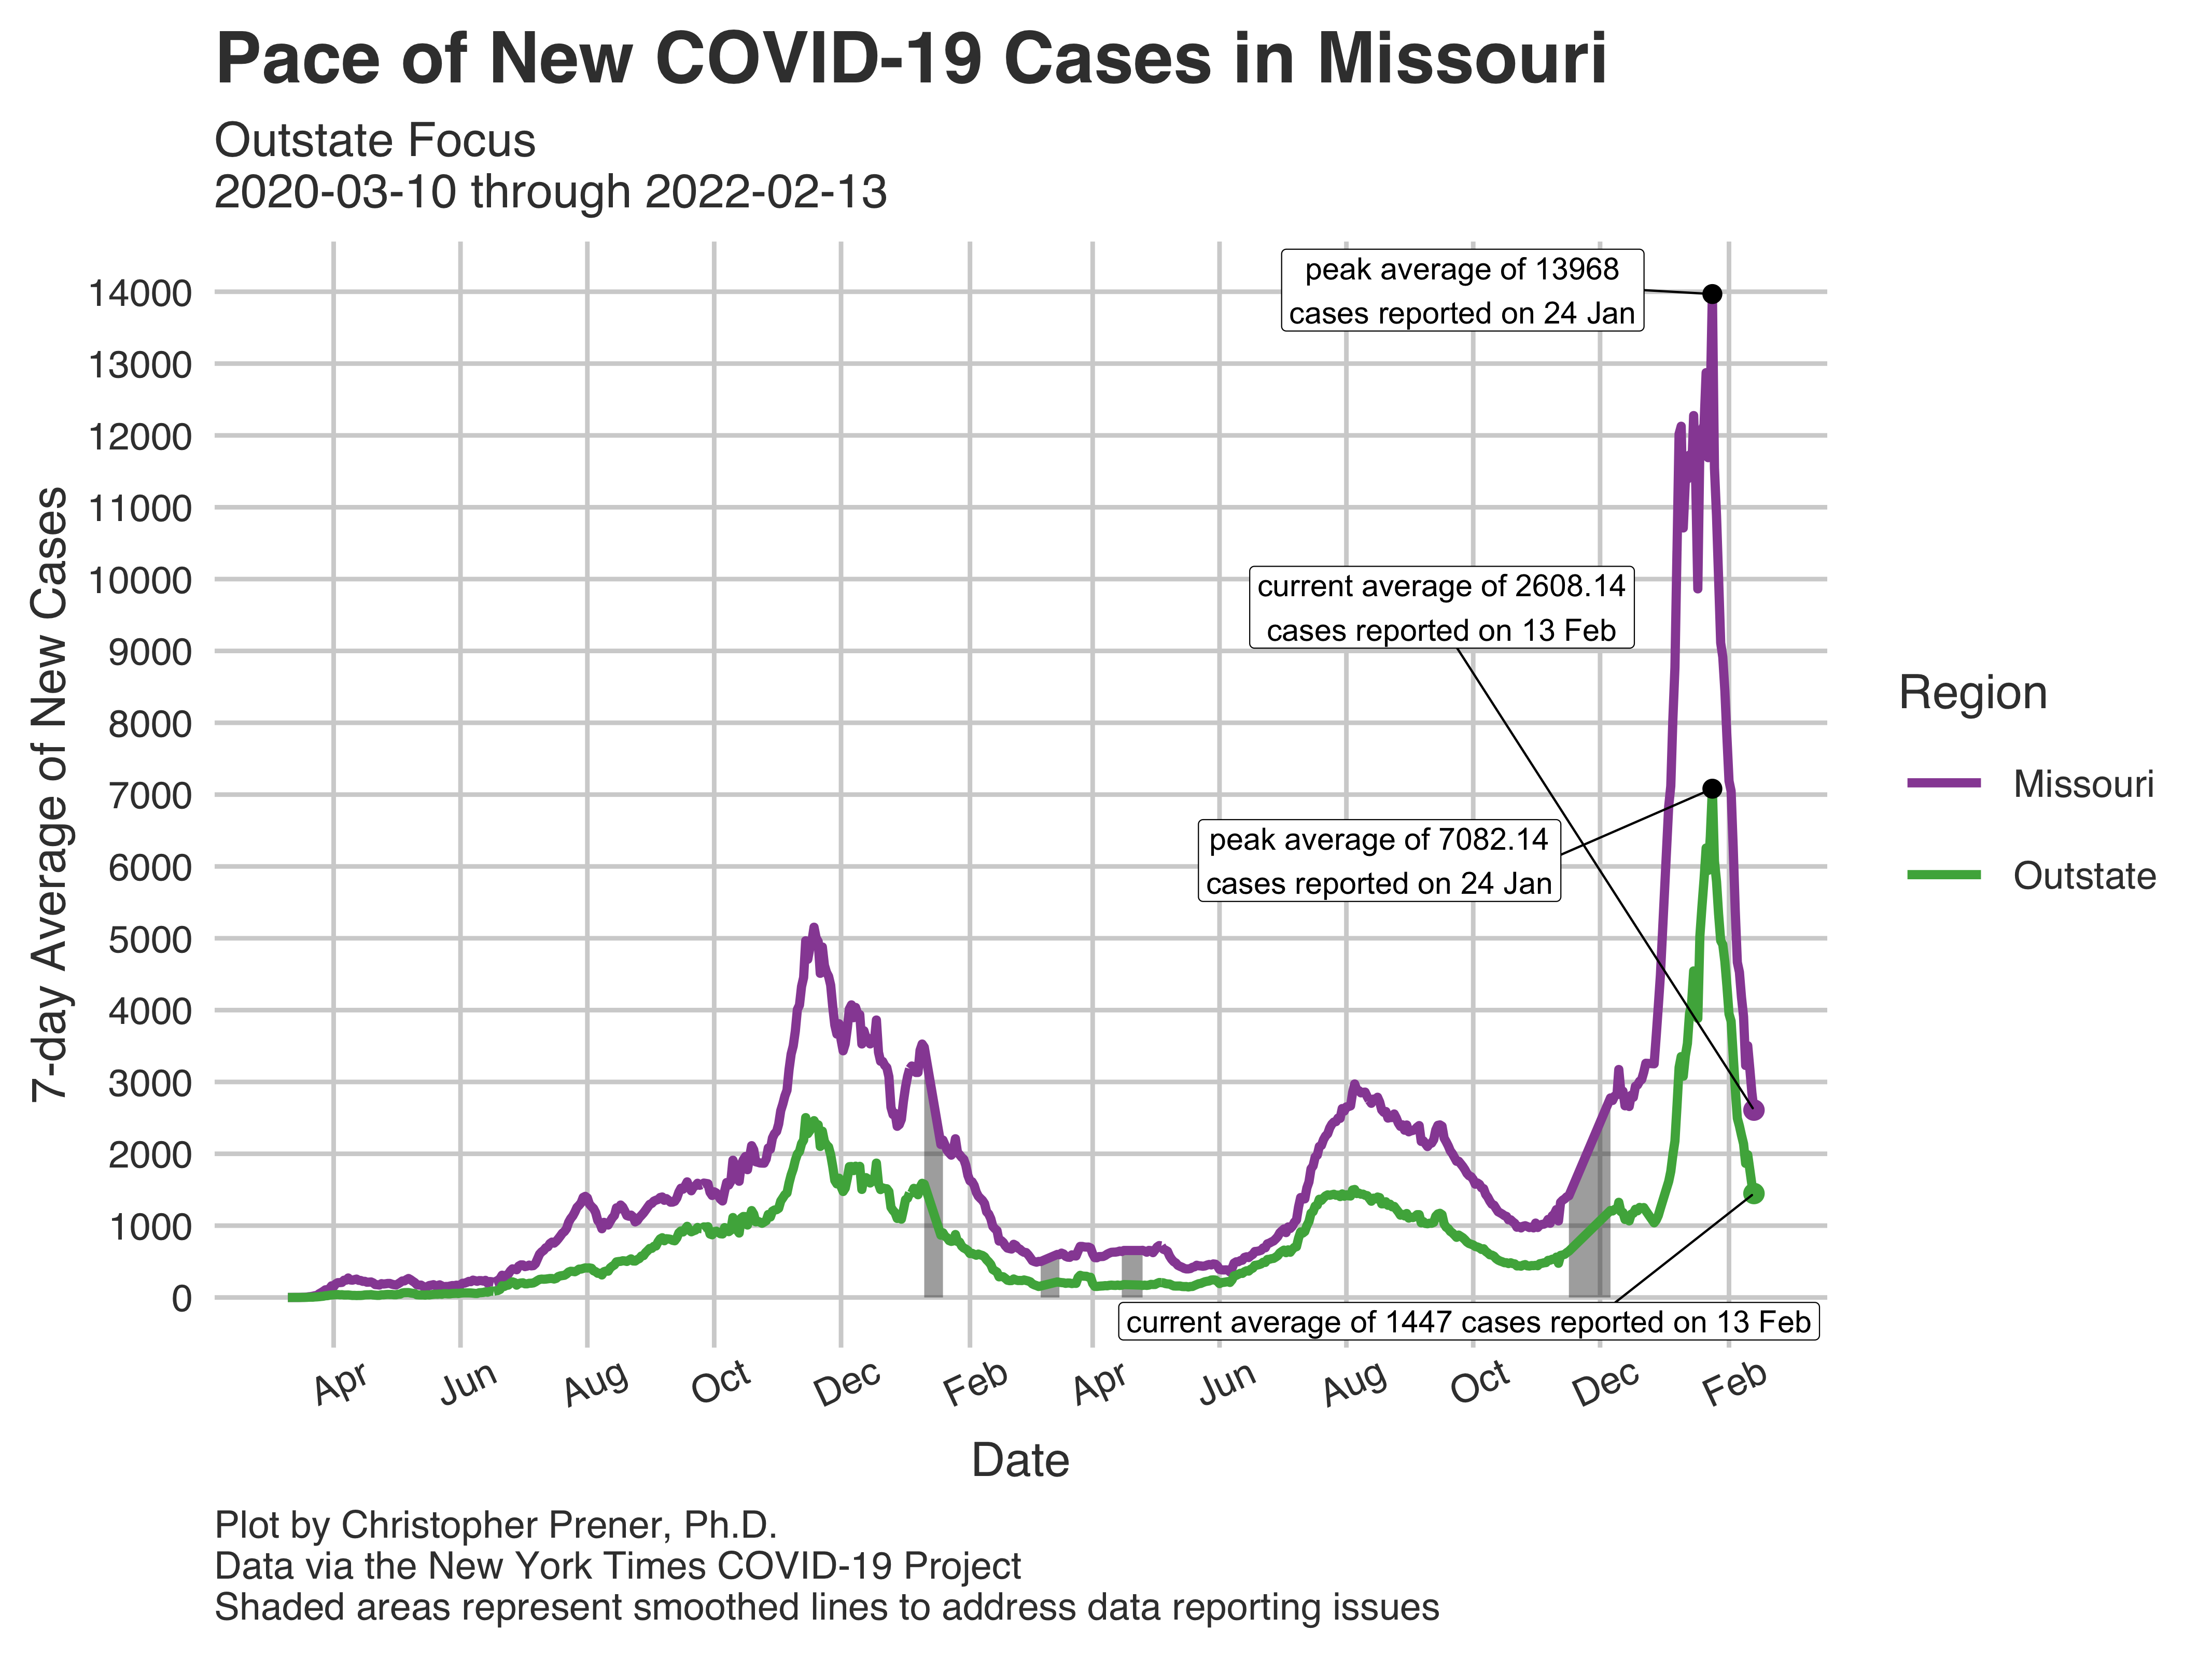 Pace of New COVID-19 Cases in Missouri
Outstate Focus
2020-03-10 through 2022-02-13
7-day Average of New Cases
14000
13000
12000
11000
10000
9000
8000
7000
6000
5000
4000
3000
2000
1000
0
peak average of 13968
cases reported on 24 Jan
current average of 2608.14
cases reported on 13 Feb
peak average of 7082.14
cases reported on 24 Jan
current average of 1447 cases reported on 13 Feb
Region
Missouri
Outstate
Apr
Jun
Aug
Oct
Dec
Feb
Apr
Jun
Aug
Oct
Dec
Feb
Date
Plot by Christopher Prener, Ph.D.
Data via the New York Times COVID-19 Project
Shaded areas represent smoothed lines to address data reporting issues